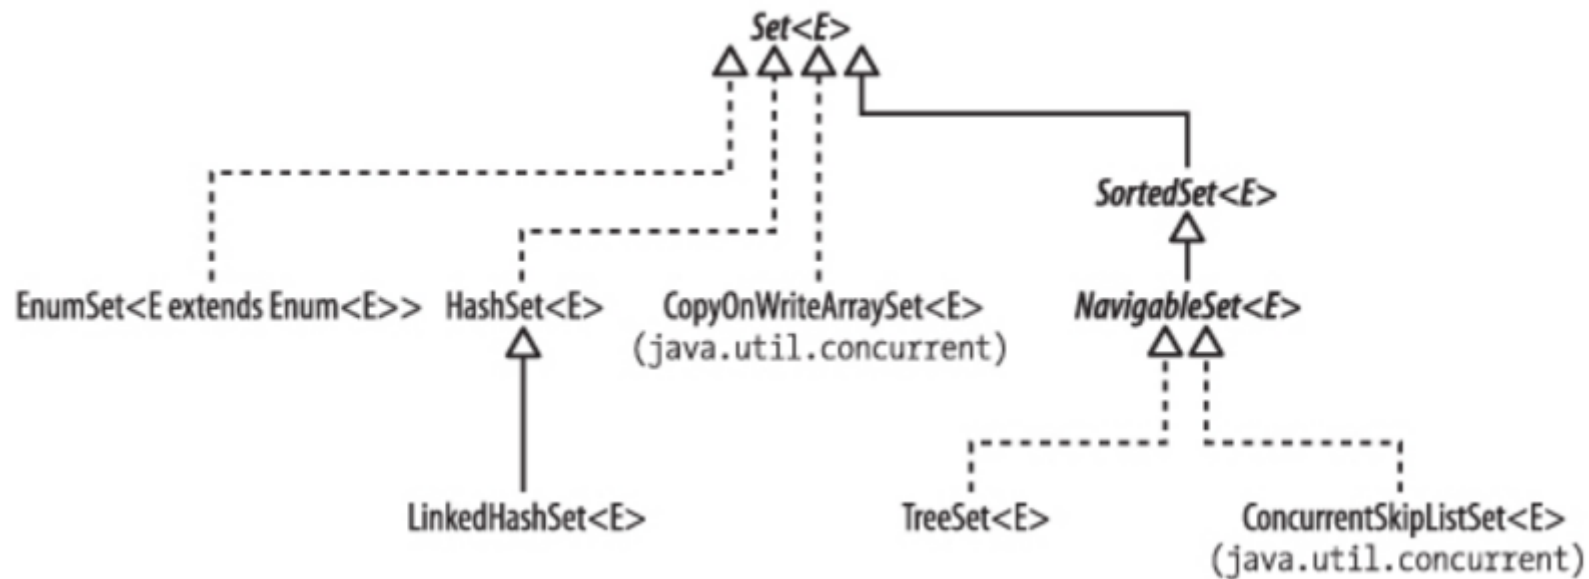 Set<E>
SortedSet<E>
EnumSet<E extends Enum<E>> HashSet<E> CopyOnWriteArraySet<E> NavigableSet<E>
(java.util.concurrent)
LinkedHashSet<E> TreeSet<E> ConcurrentSkipListSet<E>
(java.util.concurrent)